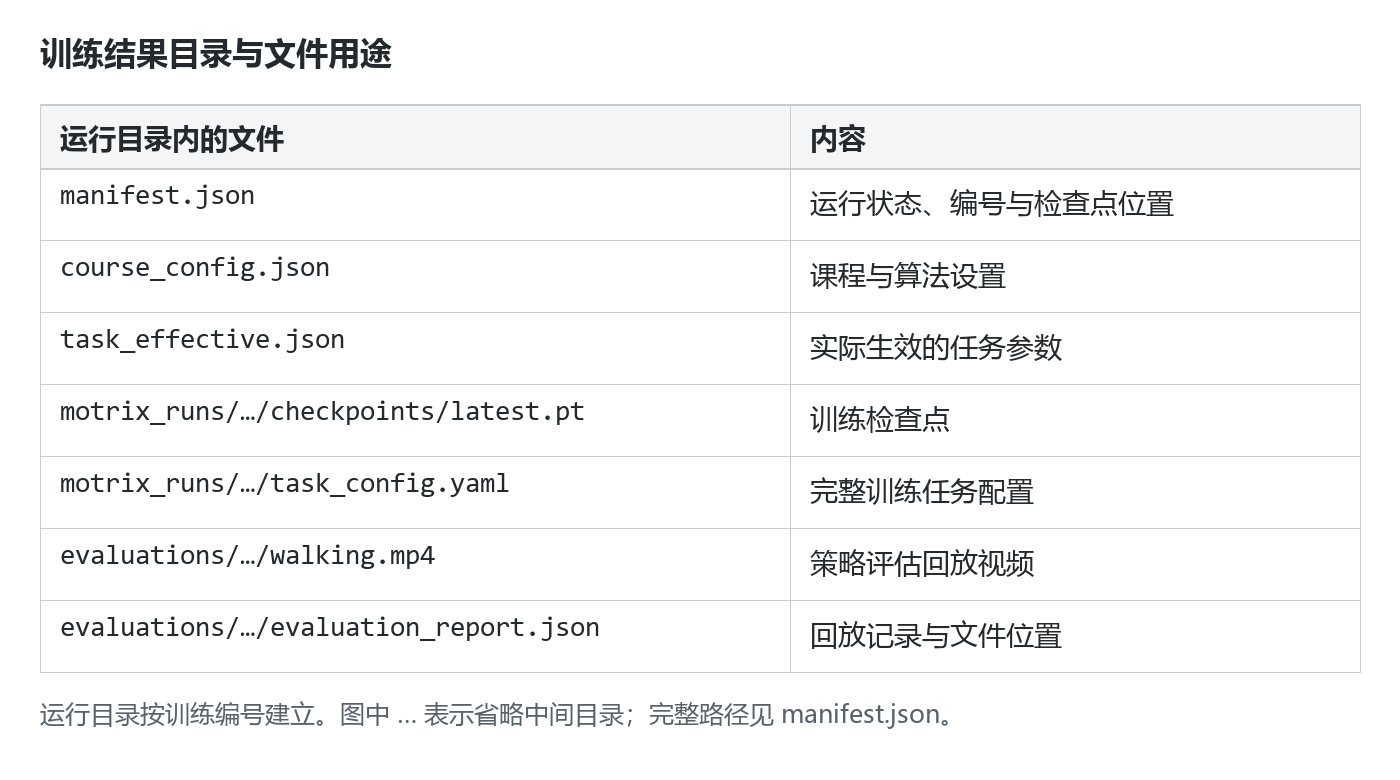 训练结果目录与文件用途
运行目录内的文件 内容
manifest.json 运行状态、编号与检查点位置
course_config.json 课程与算法设置
task_effective.json 实际生效的任务参数
motrix_runs/…/checkpoints/latest.pt 训练检查点
motrix_runs/…/task_config.yaml 完整训练任务配置
evaluations/…/walking.mp4 策略评估回放视频
evaluations/…/evaluation_report.json 回放记录与文件位置
运行目录按训练编号建立。图中 … 表示省略中间目录；完整路径见 manifest.json。